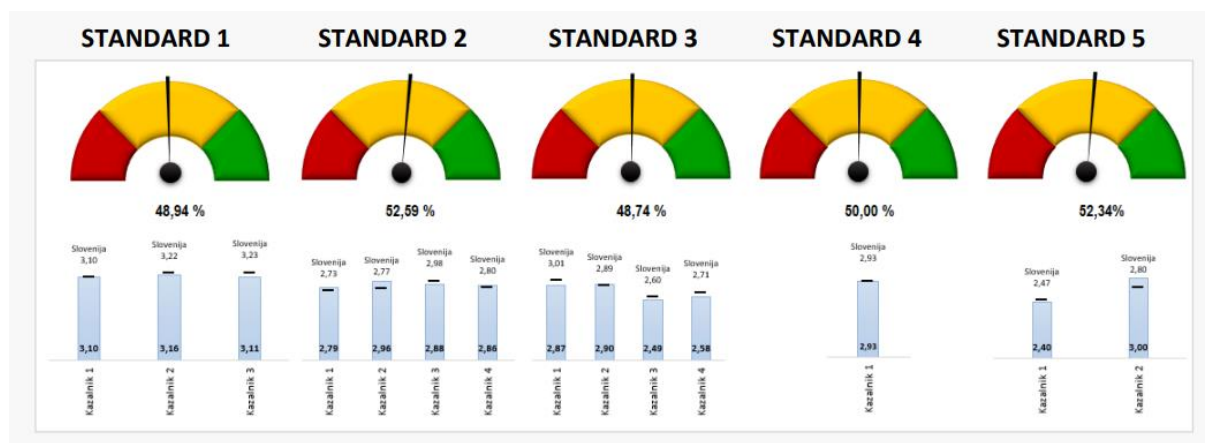 STANDARD 1
STANDARD 2
STANDARD 3
STANDARD 4
STANDARD 5
48,94 %
52,59 %
48,74 %
50,00 %
52,34%
Slovenija
3,10
Slovenija
3,22
Slovenija
3,23
3,10
3,16
3,11
Kazalnik 1
Kazalnik 2
Kazalnik 3
Slovenija
2,73
Slovenija
2,77
Slovenija
2,98
Slovenija
2,80
2,79
2,96
2,88
2,86
Kazalnik 1
Kazalnik 2
Kazalnik 3
Kazalnik 4
Slovenija
3,01
Slovenija
2,89
Slovenija
2,60
Slovenija
2,71
2,87
2,90
2,49
2,58
Kazalnik 1
Kazalnik 2
Kazalnik 3
Kazalnik 4
Slovenija
2,93
2,93
Kazalnik 1
Slovenija
2,47
Slovenija
2,80
2,40
3,00
Kazalnik 1
Kazalnik 2